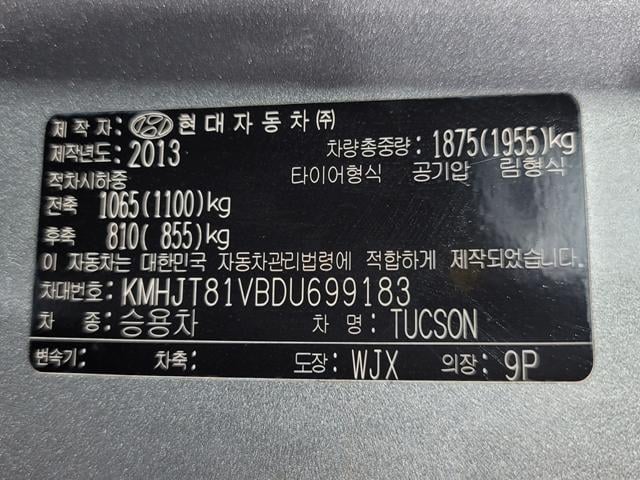 제 작 자: 현대자동차㈜
제작년도: 2013 차량총중량: 1875(1955)kg
적차시하중 타이어형식 공기압 림형식
전축 1065(1100)kg
후축 810( 855)kg
이 자동차는 대한민국 자동차관리법령에 적합하게 제작되었습니다.
차대번호: KMHJT81VBDU699183
차 종: 승용차 차 명: TUCSON
변속기: 차축: 도장: WJX 의장: 9P